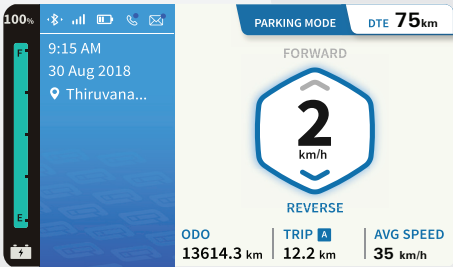 100%
F
E
9:15 AM
30 Aug 2018
Thiruvana...
PARKING MODE
DTE 75km
FORWARD
2
km/h
REVERSE
ODO
13614.3 km
TRIP A
12.2 km
AVG SPEED
35 km/h